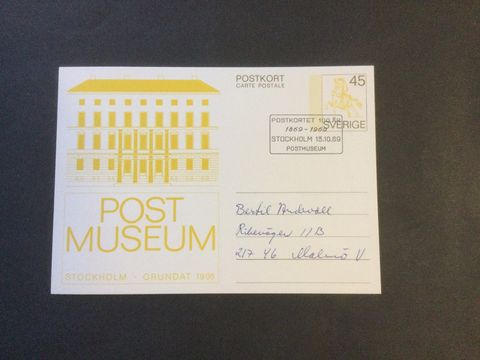 POSTKORT
CARTE POSTALE
45
SVERIGE
POSTKORTET 100 ÅR
1869-1969
STOCKHOLM 15.10.69
POSTMUSEUM
POST
MUSEUM
STOCKHOLM - GRUNDAT 1906
Bertil
11B
217 46 Malmö V